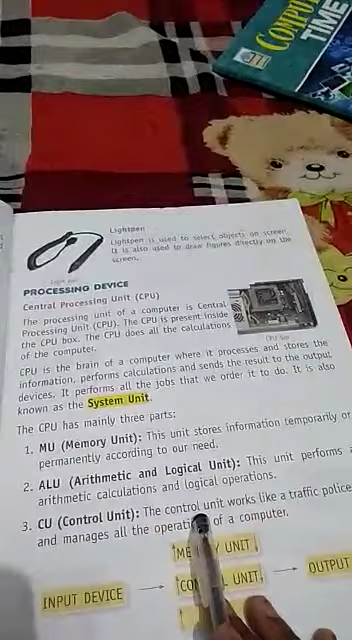 COMPU
TIME
Lightpen
Lightpen is used to select objects on screen.
It is also used to draw figures directly on the
screen.
Light pen
PROCESSING DEVICE
Central Processing Unit (CPU)
The processing unit of a computer is Central
Processing Unit (CPU). The CPU is present inside
the CPU box. The CPU does all the calculations
of the computer.
CPU box
CPU is the brain of a computer where it processes and stores the
information, performs calculations and sends the result to the output
devices. It performs all the jobs that we order it to do. It is also
known as the System Unit.
The CPU has mainly three parts:
1. MU (Memory Unit): This unit stores information temporarily or
permanently according to our need.
2. ALU (Arithmetic and Logical Unit): This unit performs
arithmetic calculations and logical operations.
3. CU (Control Unit): The control unit works like a traffic police
and manages all the operati of a computer.
ME Y UNIT
INPUT DEVICE → CON L UNIT → OUTPUT